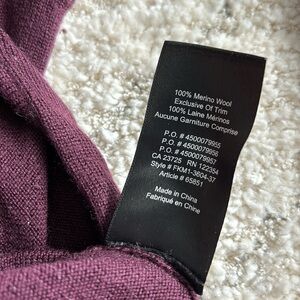 100% Merino Wool
Exclusive Of Trim
100% Laine Mérinos
Aucune Garniture Comprise
P.O. # 4500079955
P.O. # 4500079956
P.O. # 4500079957
CA 23725 RN 122354
Style # FKM1-3604-37
Article # 65851
Made in China
Fabriqué en Chine